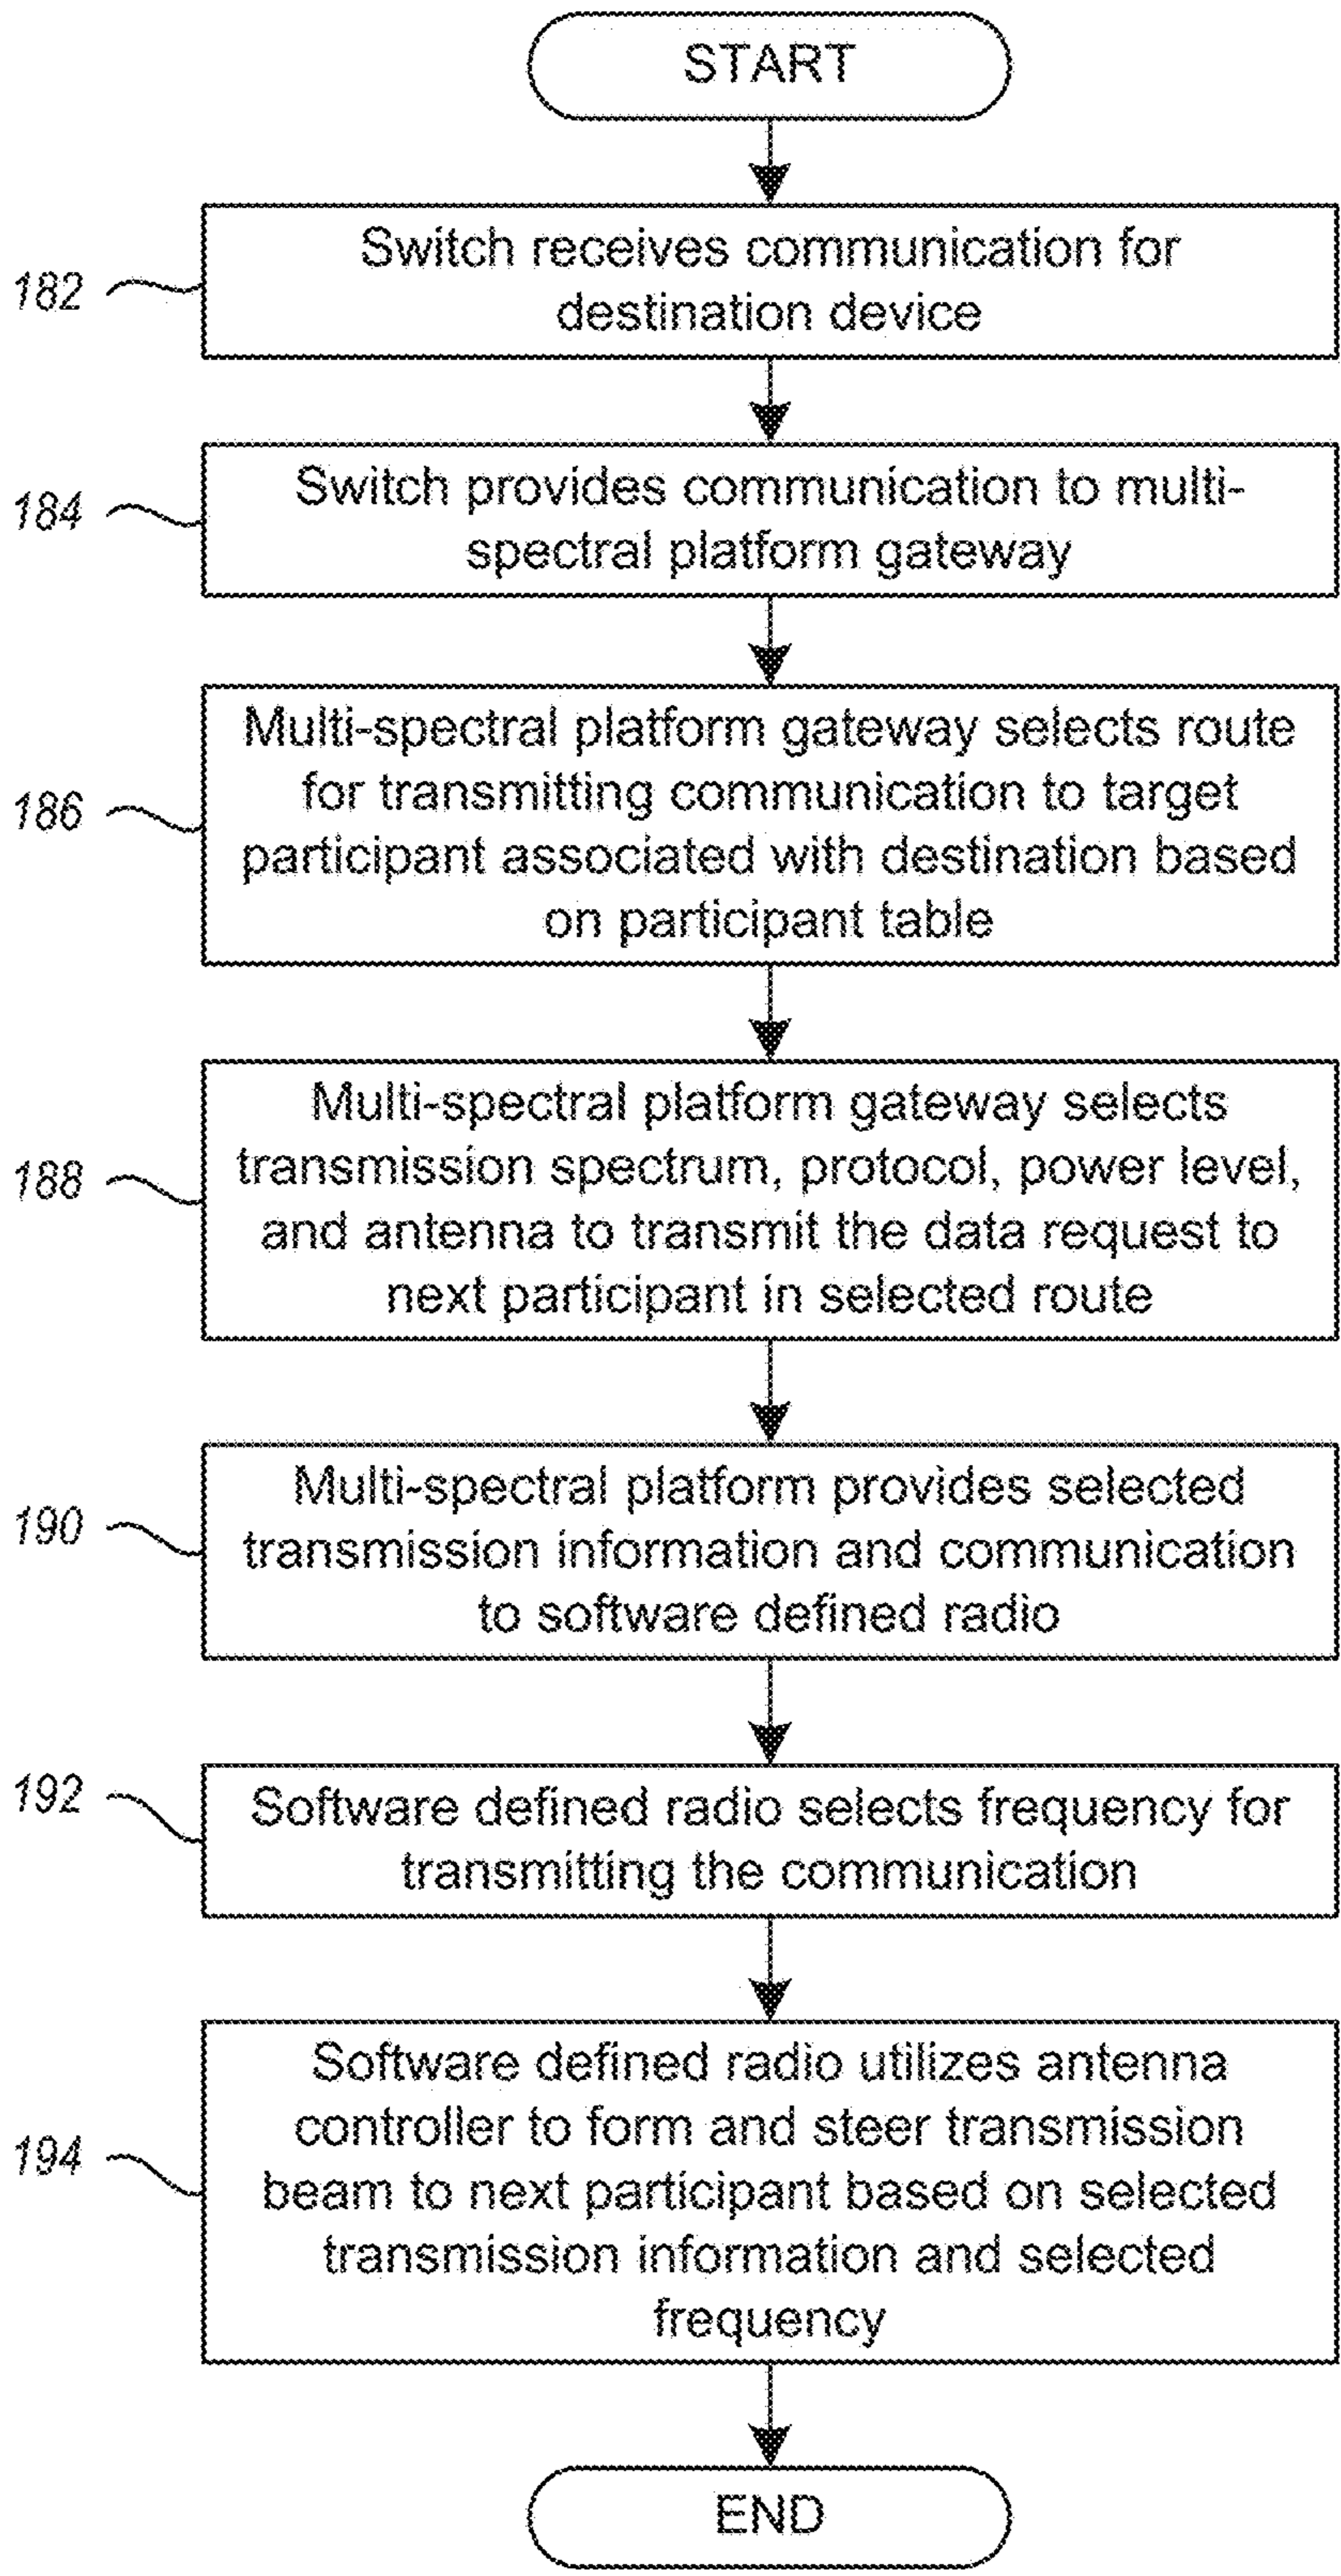 START
182
Switch receives communication for
destination device
184
Switch provides communication to multi-
spectral platform gateway
186
Multi-spectral platform gateway selects route
for transmitting communication to target
participant associated with destination based
on participant table
188
Multi-spectral platform gateway selects
transmission spectrum, protocol, power level,
and antenna to transmit the data request to
next participant in selected route
190
Multi-spectral platform provides selected
transmission information and communication
to software defined radio
192
Software defined radio selects frequency for
transmitting the communication
194
Software defined radio utilizes antenna
controller to form and steer transmission
beam to next participant based on selected
transmission information and selected
frequency
END